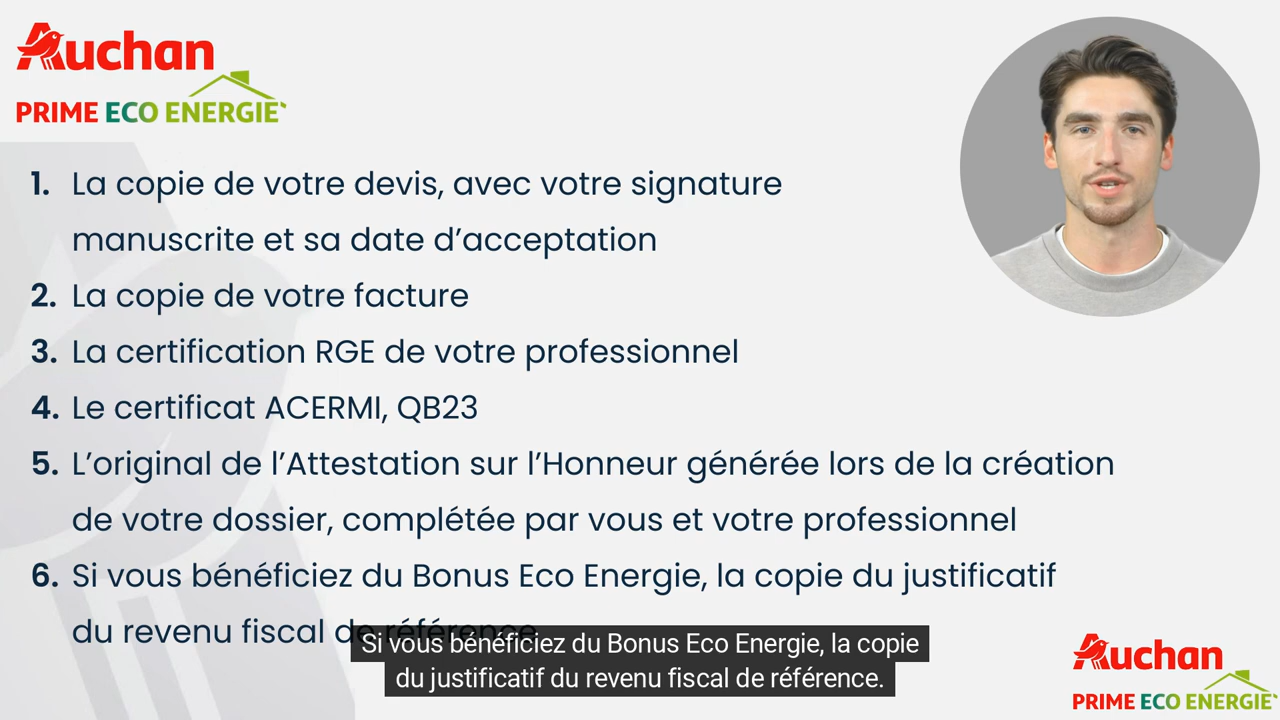 Auchan
PRIME ECO ENERGIE
1. La copie de votre devis, avec votre signature
manuscrite et sa date d’acceptation
2. La copie de votre facture
3. La certification RGE de votre professionnel
4. Le certificat ACERMI, QB23
5. L’original de l’Attestation sur l’Honneur générée lors de la création
de votre dossier, complétée par vous et votre professionnel
6. Si vous bénéficiez du Bonus Eco Energie, la copie du justificatif
du revenu fiscal de référence
Si vous bénéficiez du Bonus Eco Energie, la copie
du justificatif du revenu fiscal de référence.
Auchan
PRIME ECO ENERGIE